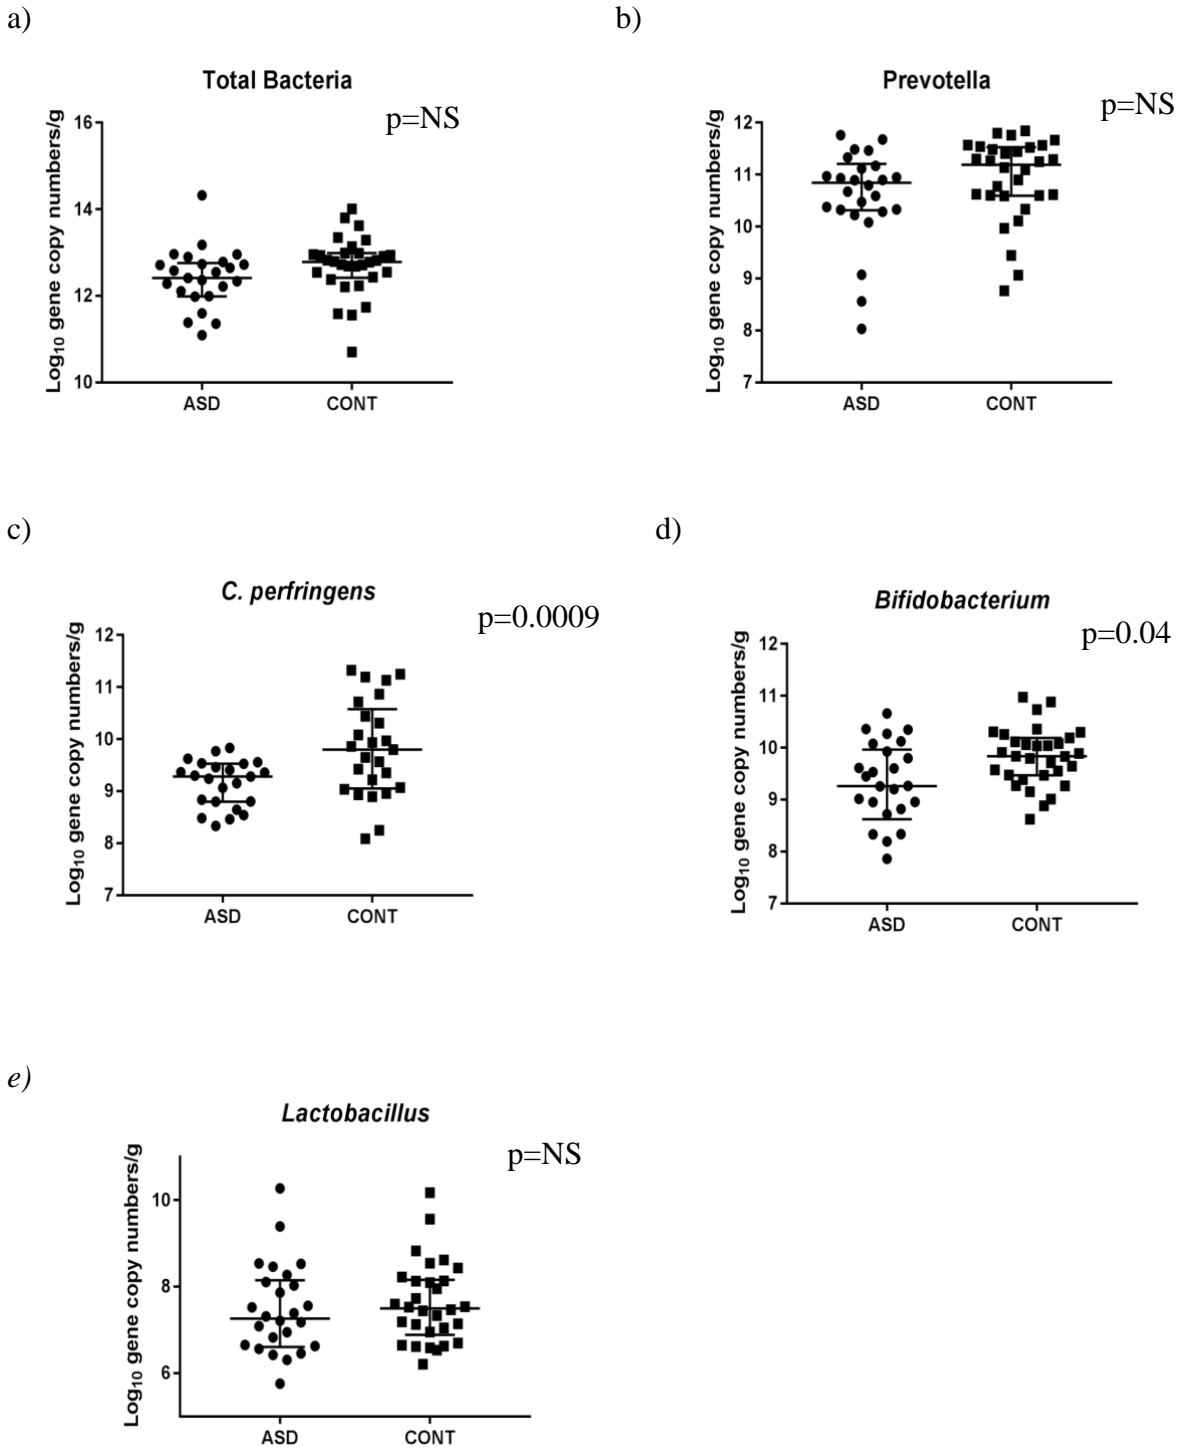 a)
Total Bacteria
p=NS
Log10 gene copy numbers/g
16
14
12
10
ASD CONT
b)
Prevotella
p=NS
Log10 gene copy numbers/g
12
11
10
9
8
7
ASD CONT
c)
C. perfringens
p=0.0009
Log10 gene copy numbers/g
12
11
10
9
8
7
ASD CONT
d)
Bifidobacterium
p=0.04
Log10 gene copy numbers/g
12
11
10
9
8
7
ASD CONT
e)
Lactobacillus
p=NS
Log10 gene copy numbers/g
10
8
6
ASD CONT